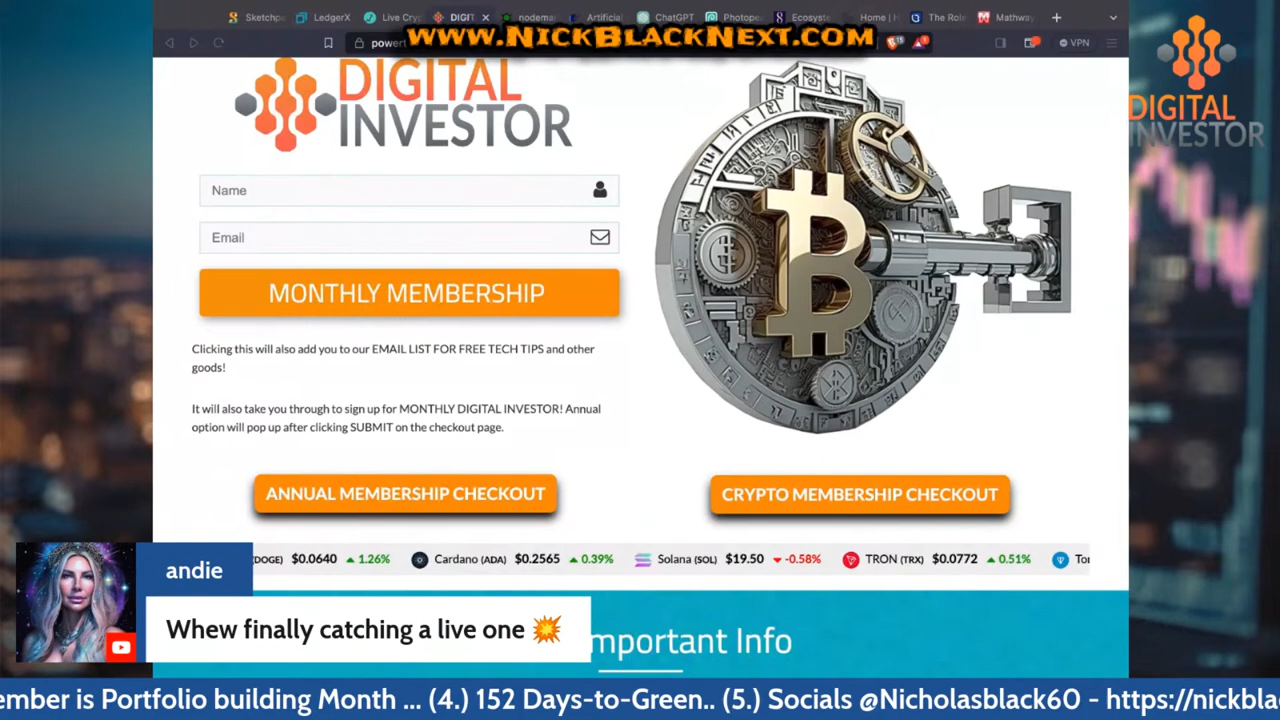 Sketchp
LedgerX
Live Cryp
DIGIT
nodema
Artificial
ChatGPT
Photope
Ecosyste
Home | H
The Role
Mathway
powert
www.NickBlackNext.com
15
1
VPN
DIGITAL
INVESTOR
DIGITAL
INVESTOR
Name
Email
MONTHLY MEMBERSHIP
Clicking this will also add you to our EMAIL LIST FOR FREE TECH TIPS and other
goods!
It will also take you through to sign up for MONTHLY DIGITAL INVESTOR! Annual
option will pop up after clicking SUBMIT on the checkout page.
ANNUAL MEMBERSHIP CHECKOUT
CRYPTO MEMBERSHIP CHECKOUT
(DOGE) $0.0640 ▲ 1.26% Cardano (ADA) $0.2565 ▲ 0.39% Solana (SOL) $19.50 ▼ -0.58% TRON (TRX) $0.0772 ▲ 0.51% Ton
andie
Whew finally catching a live one 💥
mportant Info
ember is Portfolio building Month ... (4.) 152 Days-to-Green.. (5.) Socials @Nicholasblack60 - https://nickbla